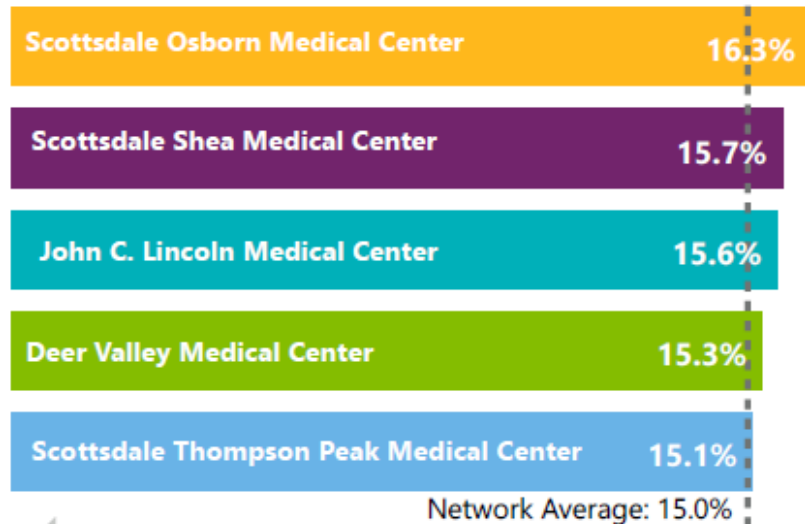 Scottsdale Osborn Medical Center 16.3%
Scottsdale Shea Medical Center 15.7%
John C. Lincoln Medical Center 15.6%
Deer Valley Medical Center 15.3%
Scottsdale Thompson Peak Medical Center 15.1%
Network Average: 15.0%